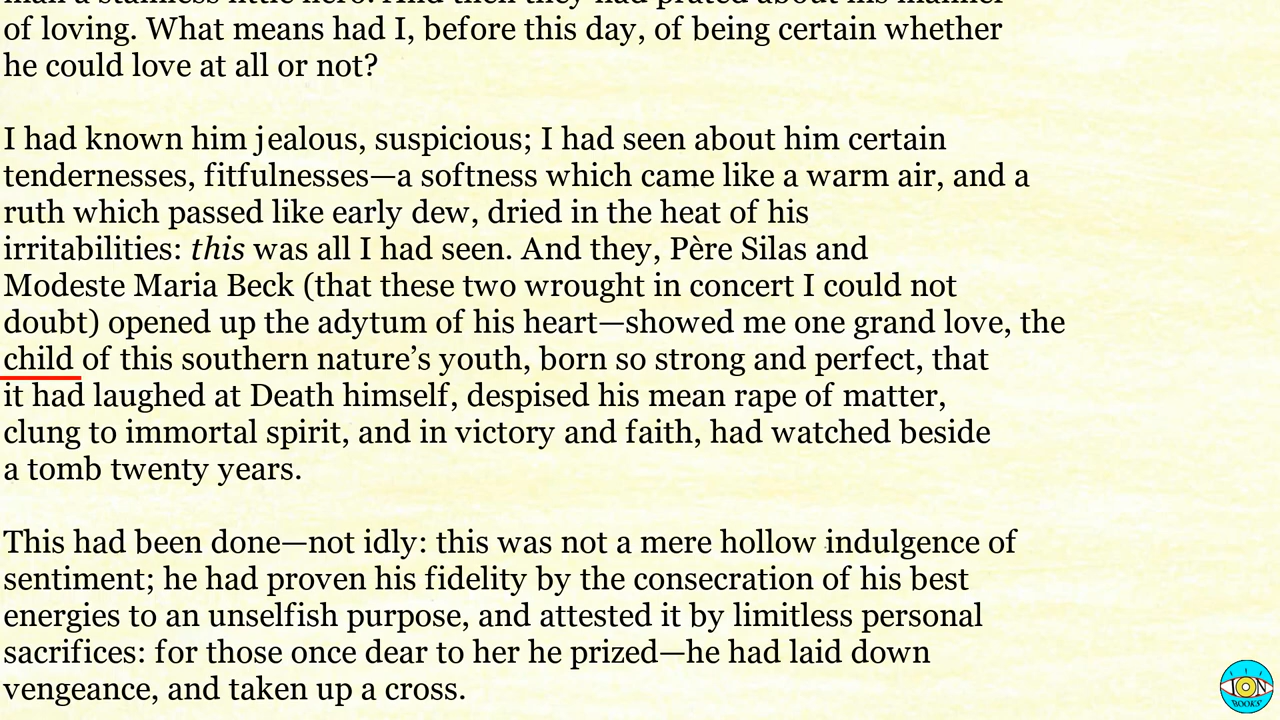 of loving. What means had I, before this day, of being certain whether
he could love at all or not?
I had known him jealous, suspicious; I had seen about him certain
tendernesses, fitfulnesses—a softness which came like a warm air, and a
ruth which passed like early dew, dried in the heat of his
irritabilities: this was all I had seen. And they, Père Silas and
Modeste Maria Beck (that these two wrought in concert I could not
doubt) opened up the adytum of his heart—showed me one grand love, the
child of this southern nature’s youth, born so strong and perfect, that
it had laughed at Death himself, despised his mean rape of matter,
clung to immortal spirit, and in victory and faith, had watched beside
a tomb twenty years.
This had been done—not idly: this was not a mere hollow indulgence of
sentiment; he had proven his fidelity by the consecration of his best
energies to an unselfish purpose, and attested it by limitless personal
sacrifices: for those once dear to her he prized—he had laid down
vengeance, and taken up a cross.
ION
BOOKS